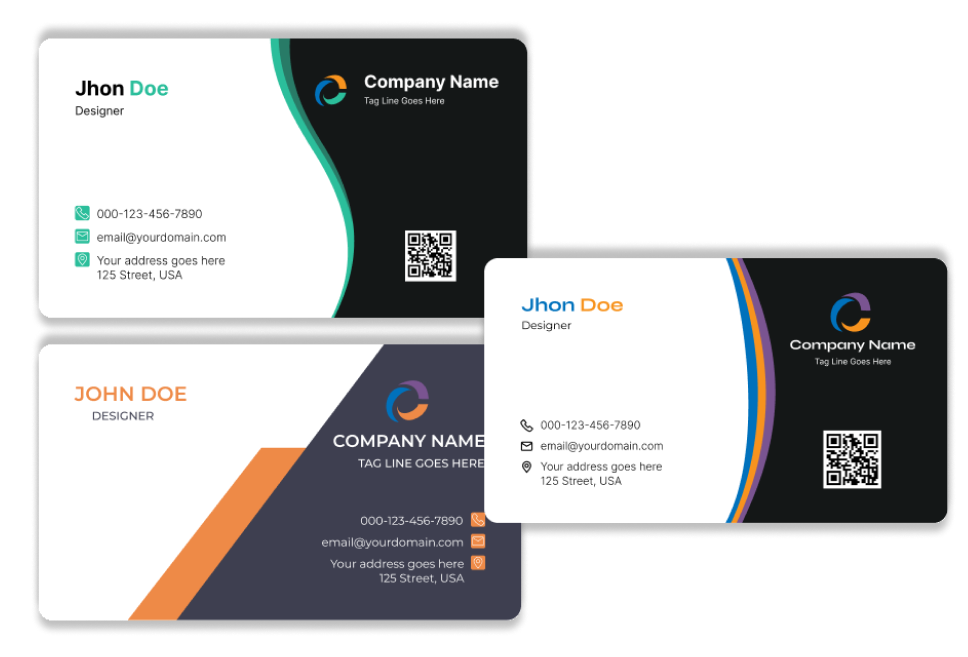 Jhon Doe
Designer
Company Name
Tag Line Goes Here
000-123-456-7890
email@yourdomain.com
Your address goes here
125 Street, USA
JOHN DOE
DESIGNER
COMPANY NAME
TAG LINE GOES HERE
000-123-456-7890
email@yourdomain.com
Your address goes here
125 Street, USA
Jhon Doe
Designer
Company Name
Tag Line Goes Here
000-123-456-7890
email@yourdomain.com
Your address goes here
125 Street, USA